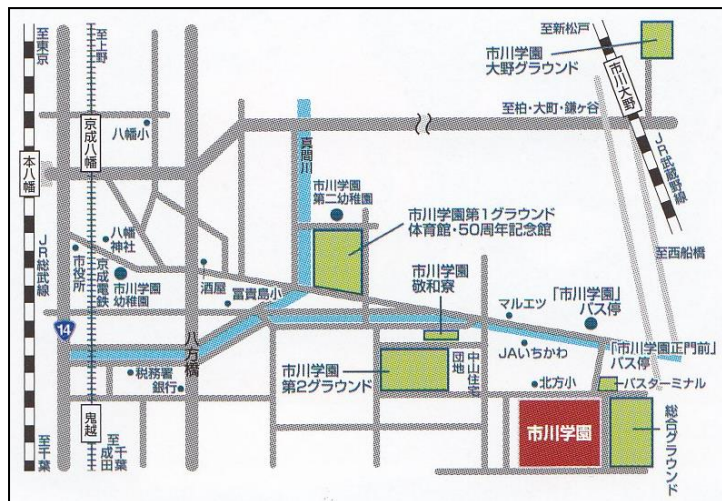 至東京
至上野
至新松戸
市川学園
大野グラウンド
市川大野
至柏・大町・鎌ヶ谷
JR武蔵野線
京成八幡
八幡小
本八幡
真間川
市川学園
第二幼稚園
市川学園第1グラウンド
体育館・50周年記念館
至西船橋
八幡
神社
市役所
京成電鉄
市川学園
幼稚園
JR総武線
酒屋
冨貴島小
市川学園
敬和寮
マルエツ
「市川学園」
バス停
14
八方橋
「市川学園正門前」
バス停
JAいちかわ
市川学園
第2グラウンド
中山住宅
団地
税務署
銀行
北方小
バスターミナル
鬼越
市川学園
総合グラウンド
至千葉
至成田
千葉